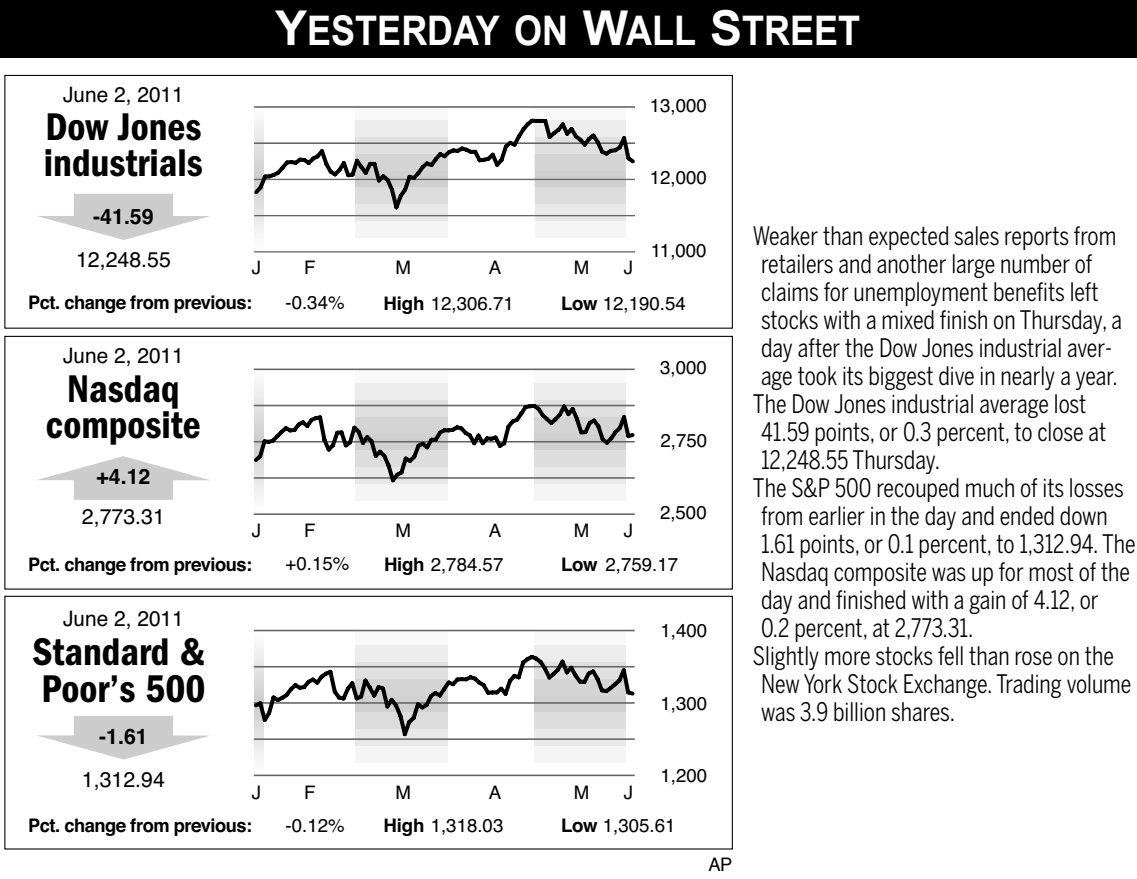 YESTERDAY ON WALL STREET
June 2, 2011
Dow Jones
industrials
-41.59
12,248.55
13,000
12,000
11,000
J F M A M J
Pct. change from previous: -0.34% High 12,306.71 Low 12,190.54
June 2, 2011
Nasdaq
composite
+4.12
2,773.31
3,000
2,750
2,500
J F M A M J
Pct. change from previous: +0.15% High 2,784.57 Low 2,759.17
June 2, 2011
Standard &
Poor's 500
-1.61
1,312.94
1,400
1,300
1,200
J F M A M J
Pct. change from previous: -0.12% High 1,318.03 Low 1,305.61
AP
Weaker than expected sales reports from
retailers and another large number of
claims for unemployment benefits left
stocks with a mixed finish on Thursday, a
day after the Dow Jones industrial aver-
age took its biggest dive in nearly a year.
The Dow Jones industrial average lost
41.59 points, or 0.3 percent, to close at
12,248.55 Thursday.
The S&P 500 recouped much of its losses
from earlier in the day and ended down
1.61 points, or 0.1 percent, to 1,312.94. The
Nasdaq composite was up for most of the
day and finished with a gain of 4.12, or
0.2 percent, at 2,773.31.
Slightly more stocks fell than rose on the
New York Stock Exchange. Trading volume
was 3.9 billion shares.